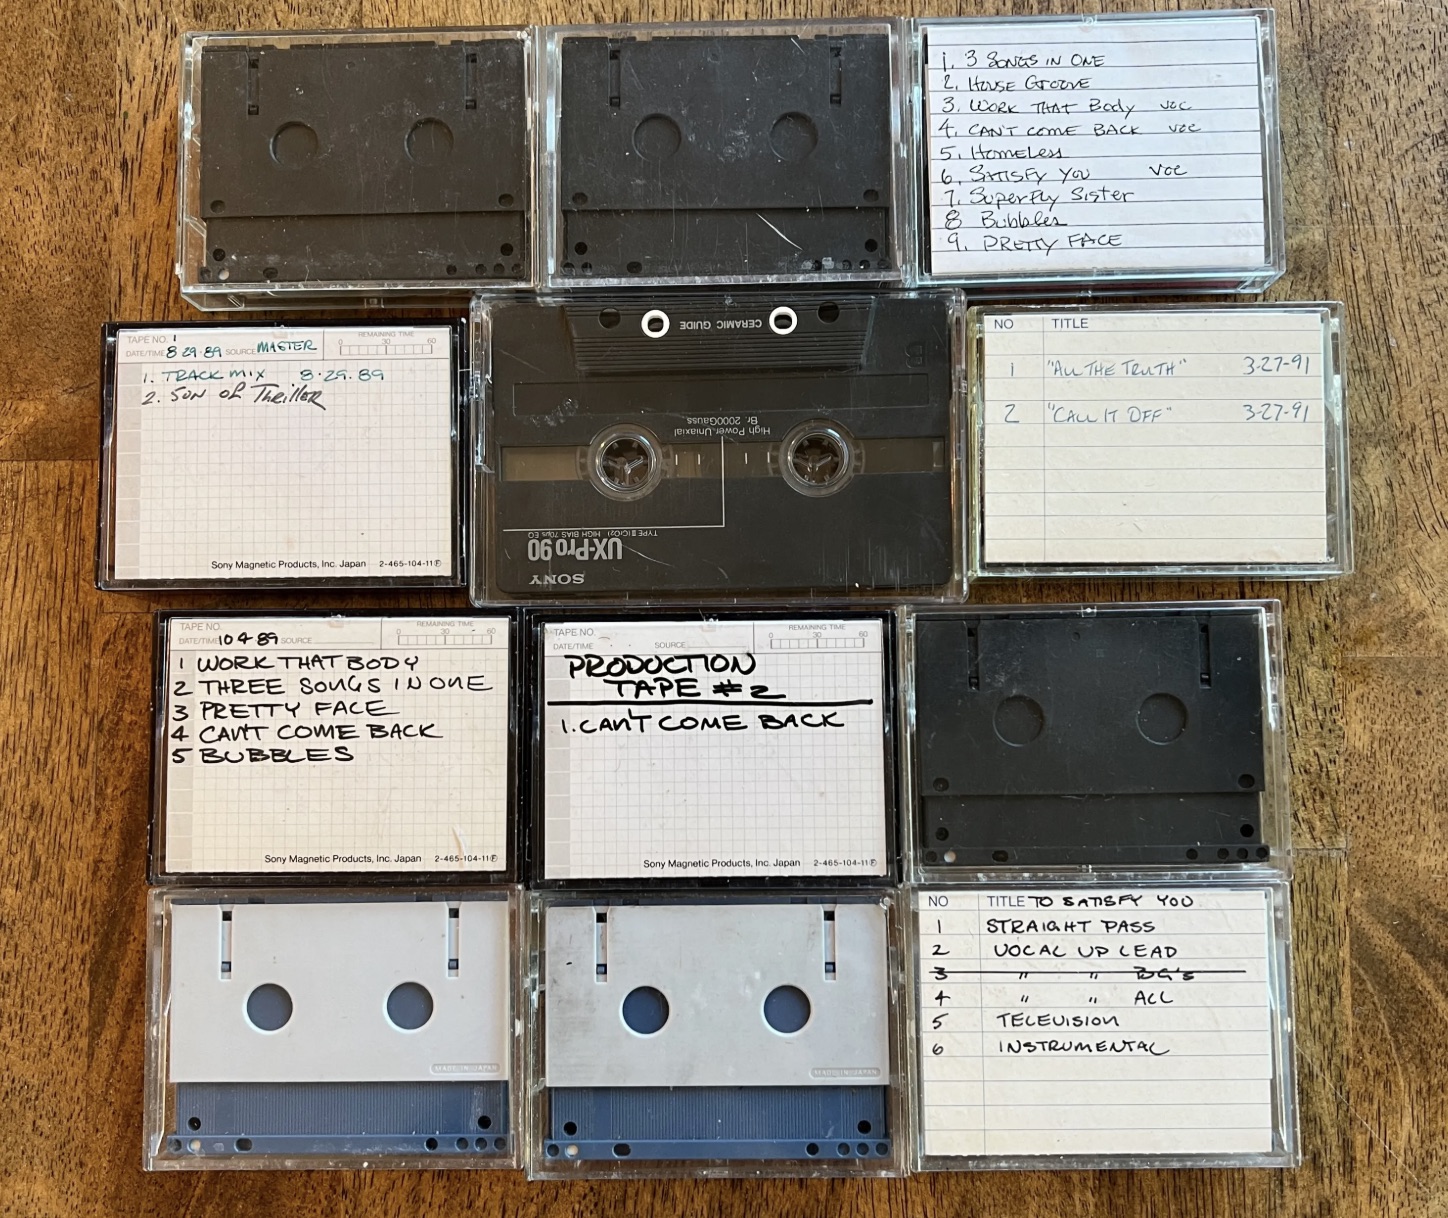 1. 3 SONGS IN ONE
2. HOUSE GROOVE
3. WORK THAT BODY VOC
4. CAN'T COME BACK VOC
5. HOMELESS
6. SATISFY YOU VOC
7. SUPERFLY SISTER
8 BUBBLES
9. PRETTY FACE
TAPE NO. 1
REMAINING TIME
DATE/TIME 8 29 89 SOURCE MASTER
0 30 60
1. TRACK MIX 8·29·89
2. SON OF Thriller
Sony Magnetic Products, Inc. Japan 2-465-104-11
CERAMIC GUIDE
Br. 2000Gauss
High Power Uniaxial
TYPE II (CrO2) HIGH BIAS 70μs EQ
UX-Pro 90
SONY
NO TITLE
1 "ALL THE TRUTH" 3-27-91
2 "CALL IT OFF" 3-27-91
TAPE NO.
REMAINING TIME
DATE/TIME 10 4 89 SOURCE
0 30 60
1 WORK THAT BODY
2 THREE SONGS IN ONE
3 PRETTY FACE
4 CAN'T COME BACK
5 BUBBLES
Sony Magnetic Products, Inc. Japan 2-465-104-11
TAPE NO.
REMAINING TIME
DATE/TIME SOURCE
0 30 60
PRODUCTION
TAPE #2
1. CAN'T COME BACK
Sony Magnetic Products, Inc. Japan 2-465-104-11
MADE IN JAPAN
MADE IN JAPAN
NO TITLE TO SATISFY YOU
1 STRAIGHT PASS
2 VOCAL UP LEAD
3 " " BG's
4 " " ALL
5 TELEVISION
6 INSTRUMENTAL